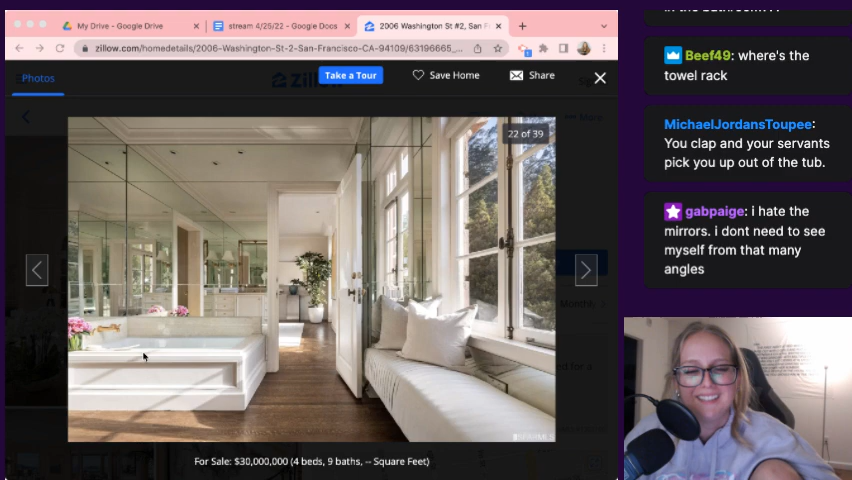 My Drive - Google Drive
stream 4/25/22 - Google Docs
2006 Washington St #2, San F
zillow.com/homedetails/2006-Washington-St-2-San-Francisco-CA-94109/63196665_...
Photos
Take a Tour
Save Home
Share
22 of 39
More
For Sale: $30,000,000 (4 beds, 9 baths, -- Square Feet)
Beef49: where's the
towel rack
MichaelJordansToupee:
You clap and your servants
pick you up out of the tub.
gabpaige: i hate the
mirrors. i dont need to see
myself from that many
angles